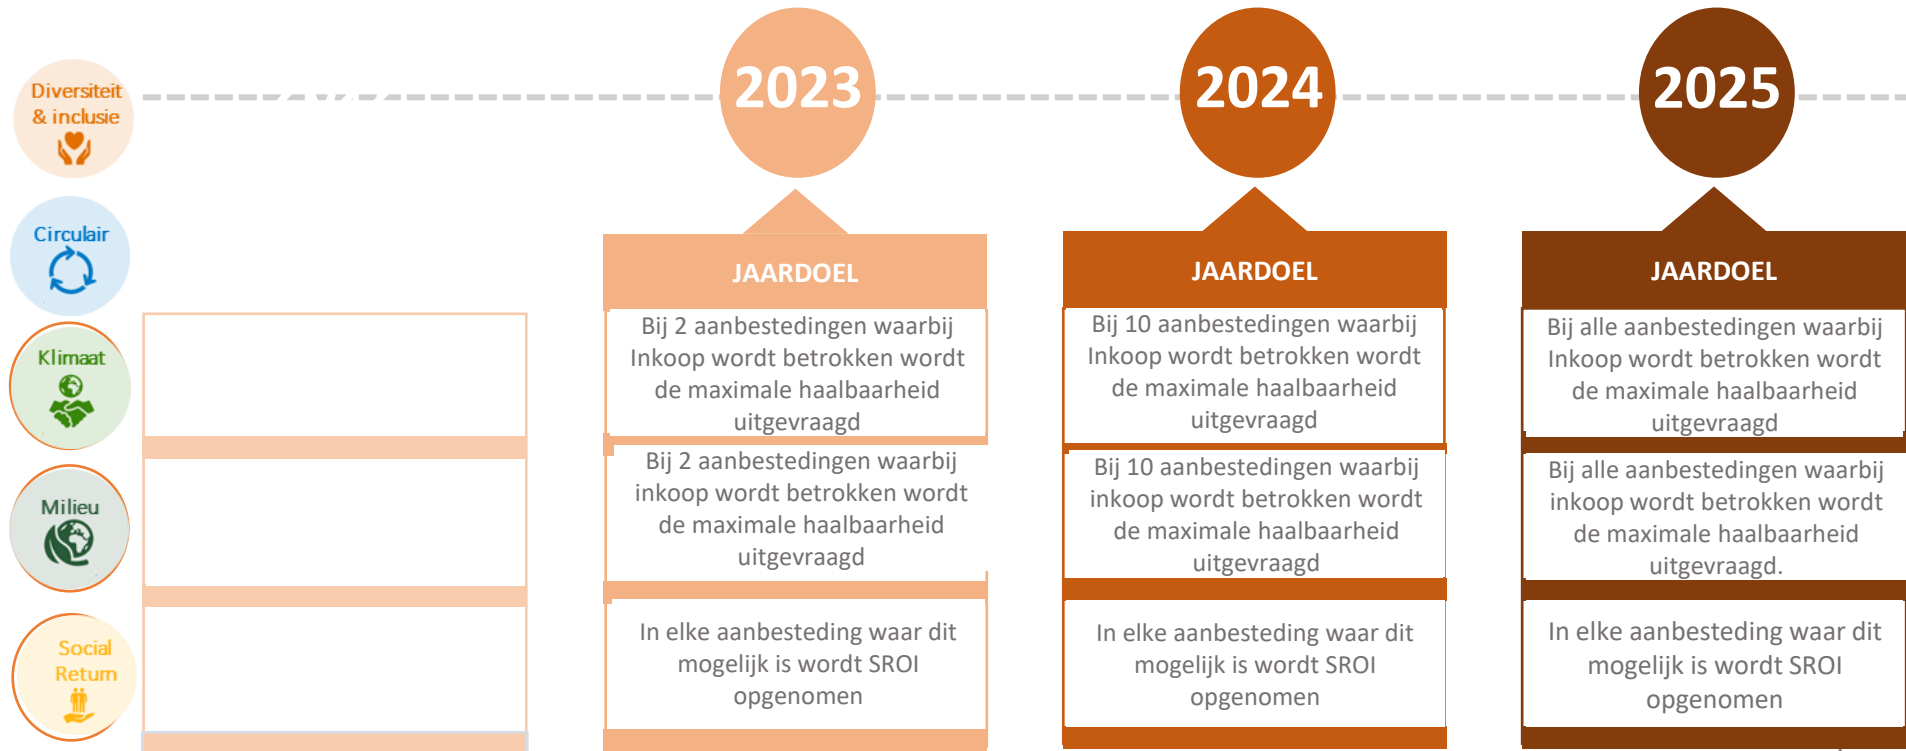 2023
2024
2025
Diversiteit
& inclusie
Circulair
JAARDOEL
JAARDOEL
JAARDOEL
Klimaat
Bij 2 aanbestedingen waarbij
Inkoop wordt betrokken wordt
de maximale haalbaarheid
uitgevraagd
Bij 10 aanbestedingen waarbij
Inkoop wordt betrokken wordt
de maximale haalbaarheid
uitgevraagd
Bij alle aanbestedingen waarbij
Inkoop wordt betrokken wordt
de maximale haalbaarheid
uitgevraagd
Milieu
Bij 2 aanbestedingen waarbij
inkoop wordt betrokken wordt
de maximale haalbaarheid
uitgevraagd
Bij 10 aanbestedingen waarbij
inkoop wordt betrokken wordt
de maximale haalbaarheid
uitgevraagd
Bij alle aanbestedingen waarbij
inkoop wordt betrokken wordt
de maximale haalbaarheid
uitgevraagd.
Social
Return
In elke aanbesteding waar dit
mogelijk is wordt SROI
opgenomen
In elke aanbesteding waar dit
mogelijk is wordt SROI
opgenomen
In elke aanbesteding waar dit
mogelijk is wordt SROI
opgenomen